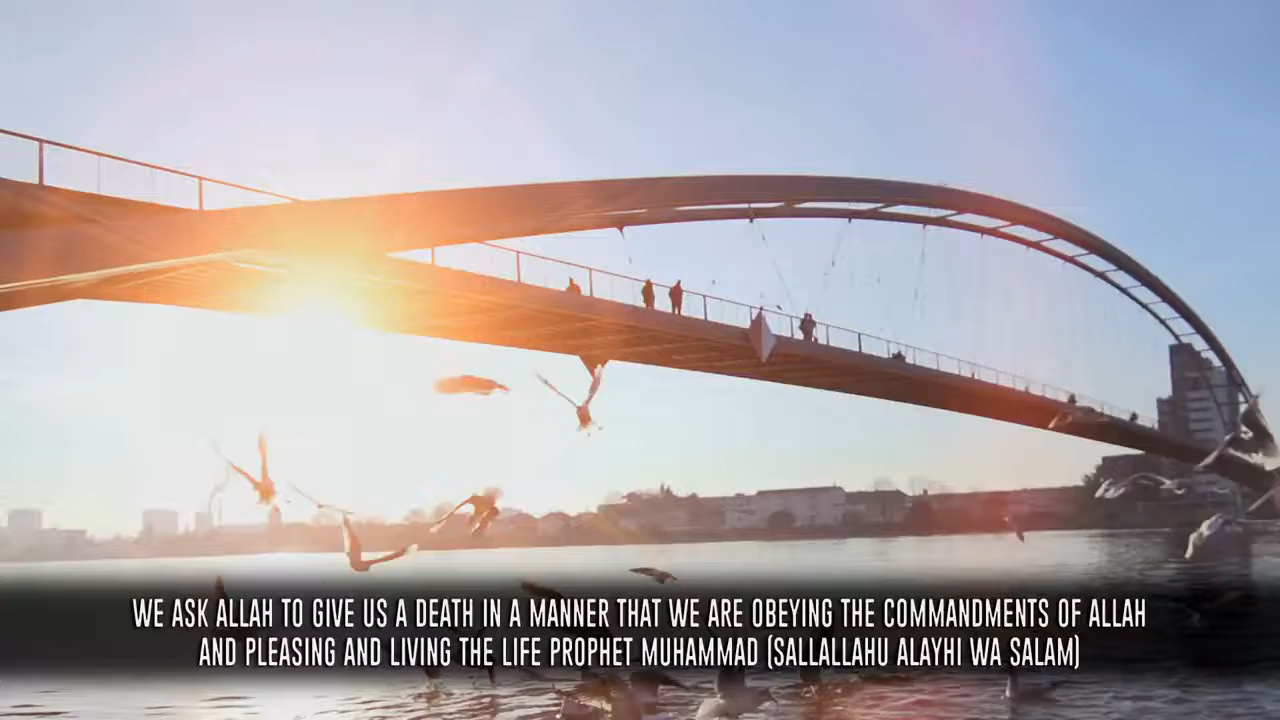 WE ASK ALLAH TO GIVE US A DEATH IN A MANNER THAT WE ARE OBEYING THE COMMANDMENTS OF ALLAH
AND PLEASING AND LIVING THE LIFE PROPHET MUHAMMAD (SALLALLAHU ALAYHI WA SALAM)